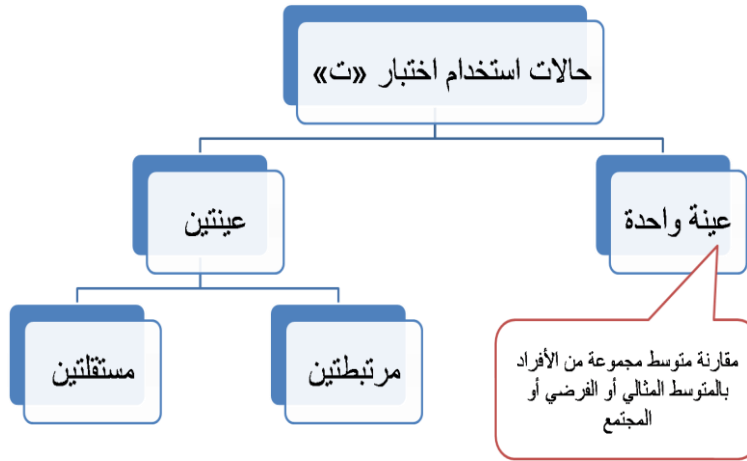 حالات استخدام اختبار «ت»
عينة واحدة
عينتين
مقارنة متوسط مجموعة من الأفراد
بالمتوسط المثالي أو الفرضي أو
المجتمع
مرتبطتين
مستقلتين